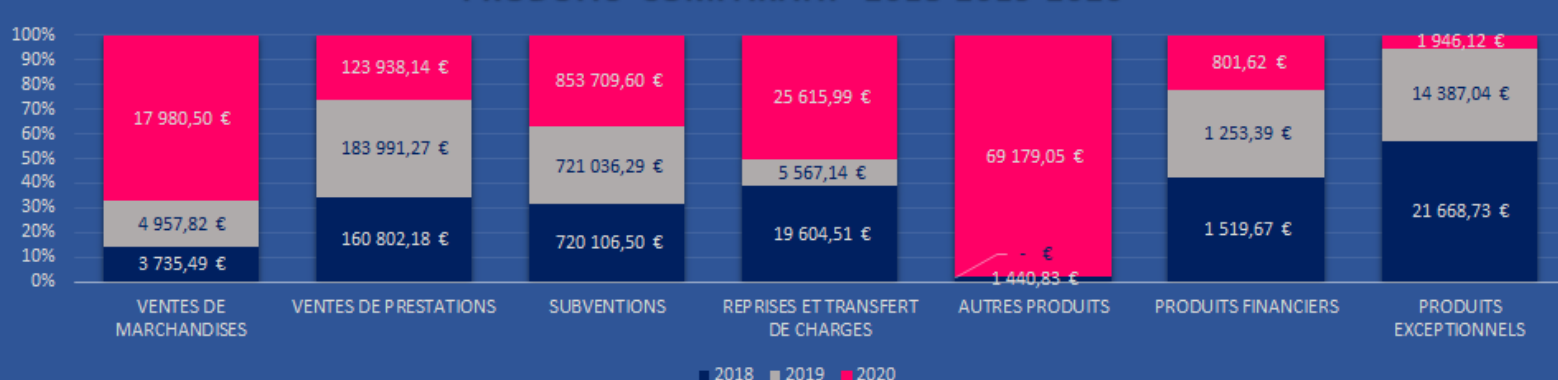 100%
90%
80%
70%
60%
50%
40%
30%
20%
10%
0%
17 980,50 €
4 957,82 €
3 735,49 €
123 938,14 €
183 991,27 €
160 802,18 €
853 709,60 €
721 036,29 €
720 106,50 €
25 615,99 €
5 567,14 €
19 604,51 €
69 179,05 €
- €
1 440,83 €
801,62 €
1 253,39 €
1 519,67 €
1 946,12 €
14 387,04 €
21 668,73 €
VENTES DE
MARCHANDISES
VENTES DE PRESTATIONS
SUBVENTIONS
REPRISES ET TRANSFERT
DE CHARGES
AUTRES PRODUITS
PRODUITS FINANCIERS
PRODUITS
EXCEPTIONNELS
2018 2019 2020